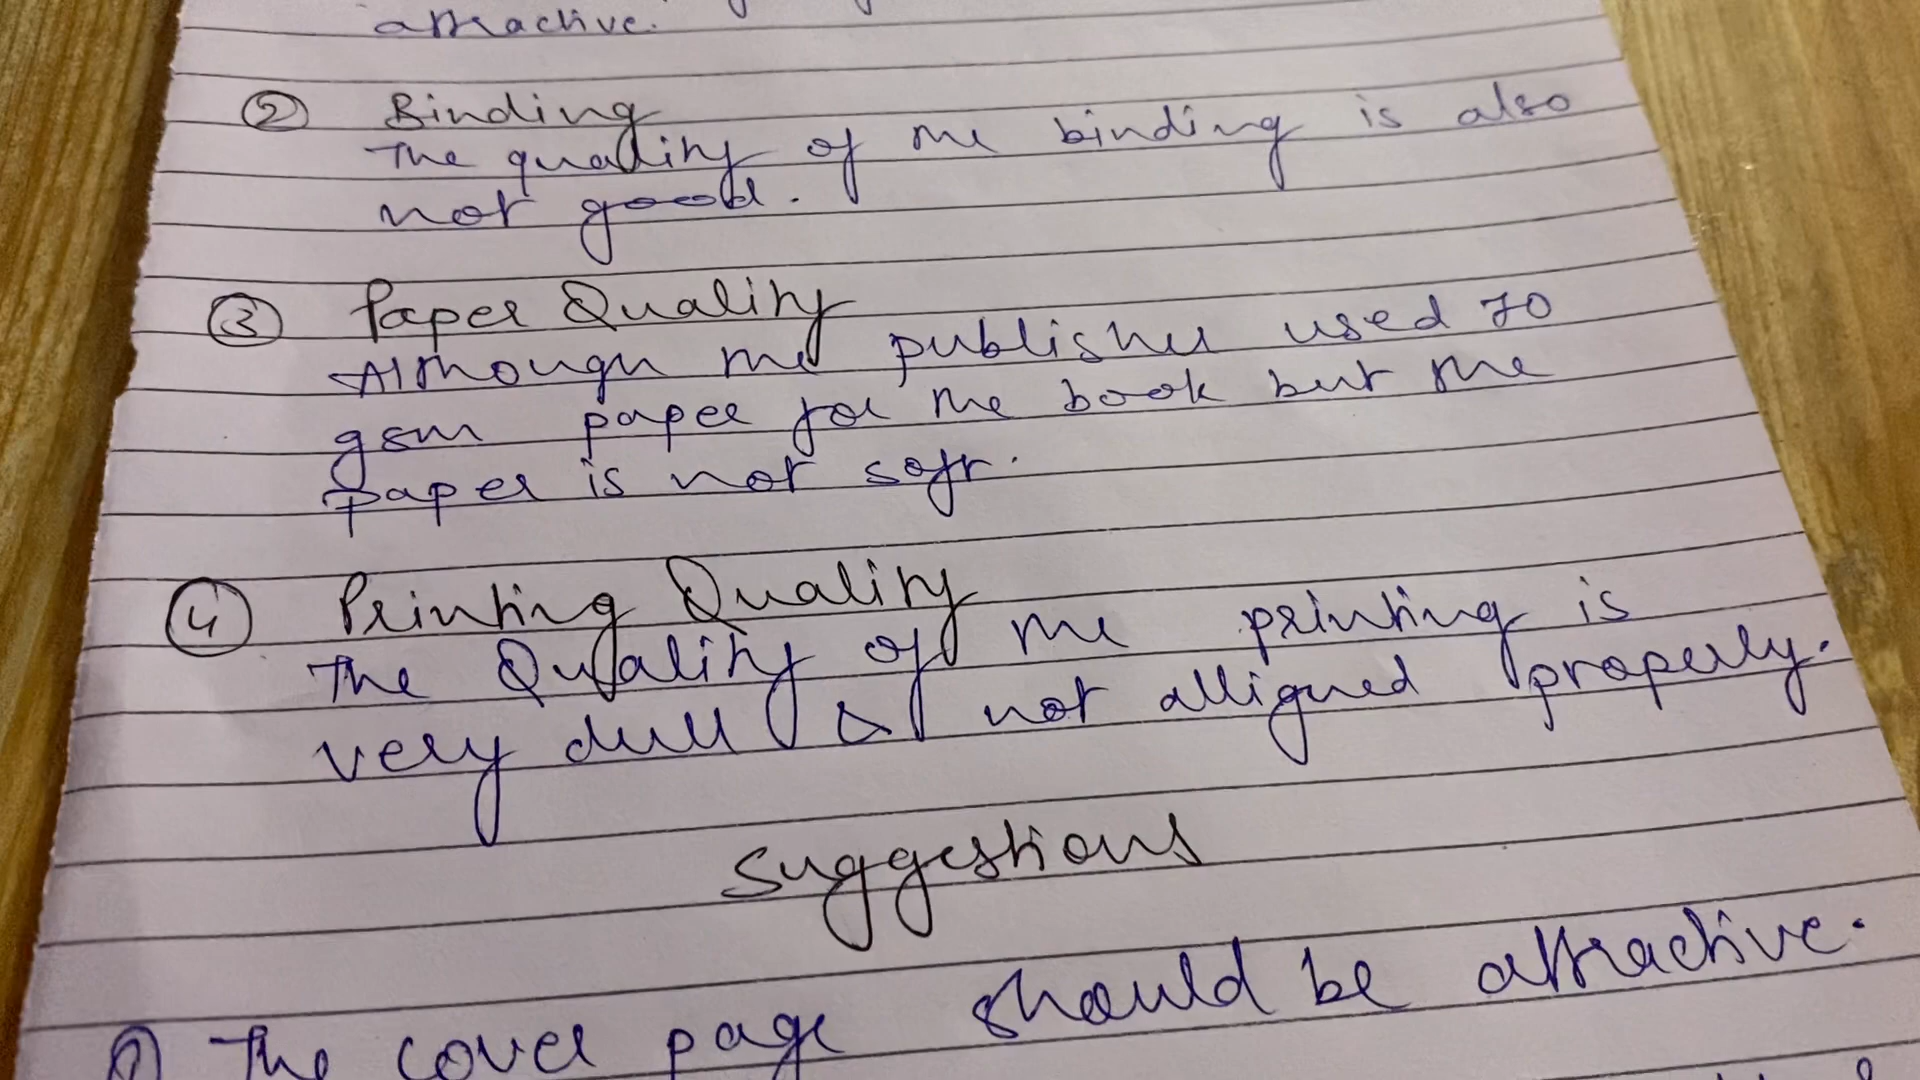 attractive.
② Binding
The quality of the binding is also
not good.
③ Paper Quality
Although the publisher used 70
gsm paper for the book but the
paper is not soft.
④ Printing Quality
The Quality of the printing is
very dull & not alligned properly.
Suggestions
① The cover page should be attractive.